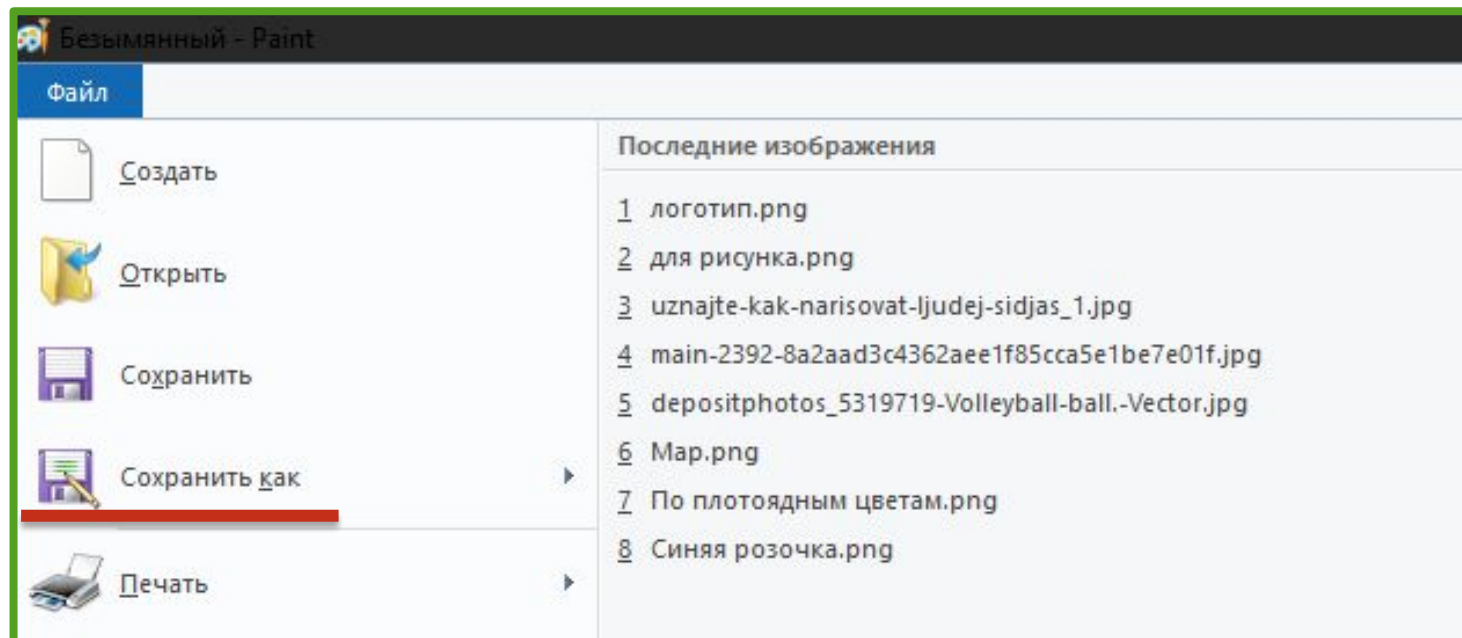 Безымянный - Paint
Файл
Создать
Открыть
Сохранить
Сохранить как
Печать
Последние изображения
1 логотип.png
2 для рисунка.png
3 uznajte-kak-narisovat-ljudej-sidjas_1.jpg
4 main-2392-8a2aad3c4362aee1f85cca5e1be7e01f.jpg
5 depositphotos_5319719-Volleyball-ball.-Vector.jpg
6 Map.png
7 По плотоядным цветам.png
8 Синяя розочка.png